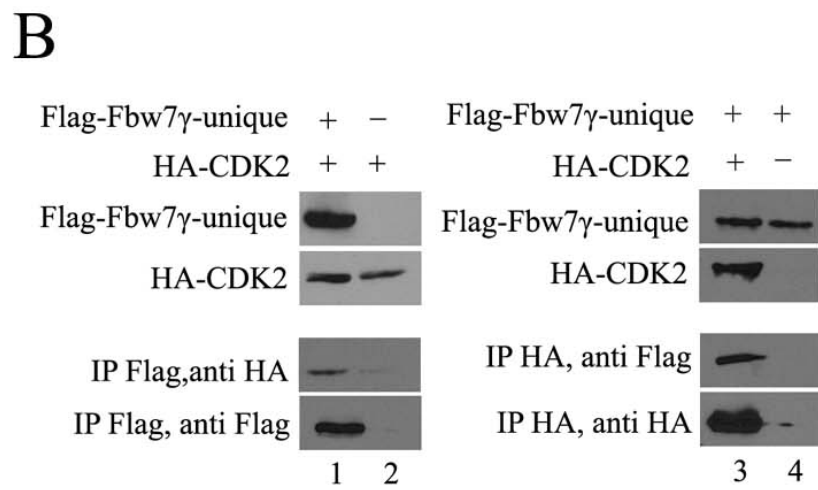 B
Flag-Fbw7γ-unique + −
HA-CDK2 + +
Flag-Fbw7γ-unique
HA-CDK2
IP Flag,anti HA
IP Flag, anti Flag
1 2
Flag-Fbw7γ-unique + +
HA-CDK2 + −
Flag-Fbw7γ-unique
HA-CDK2
IP HA, anti Flag
IP HA, anti HA
3 4